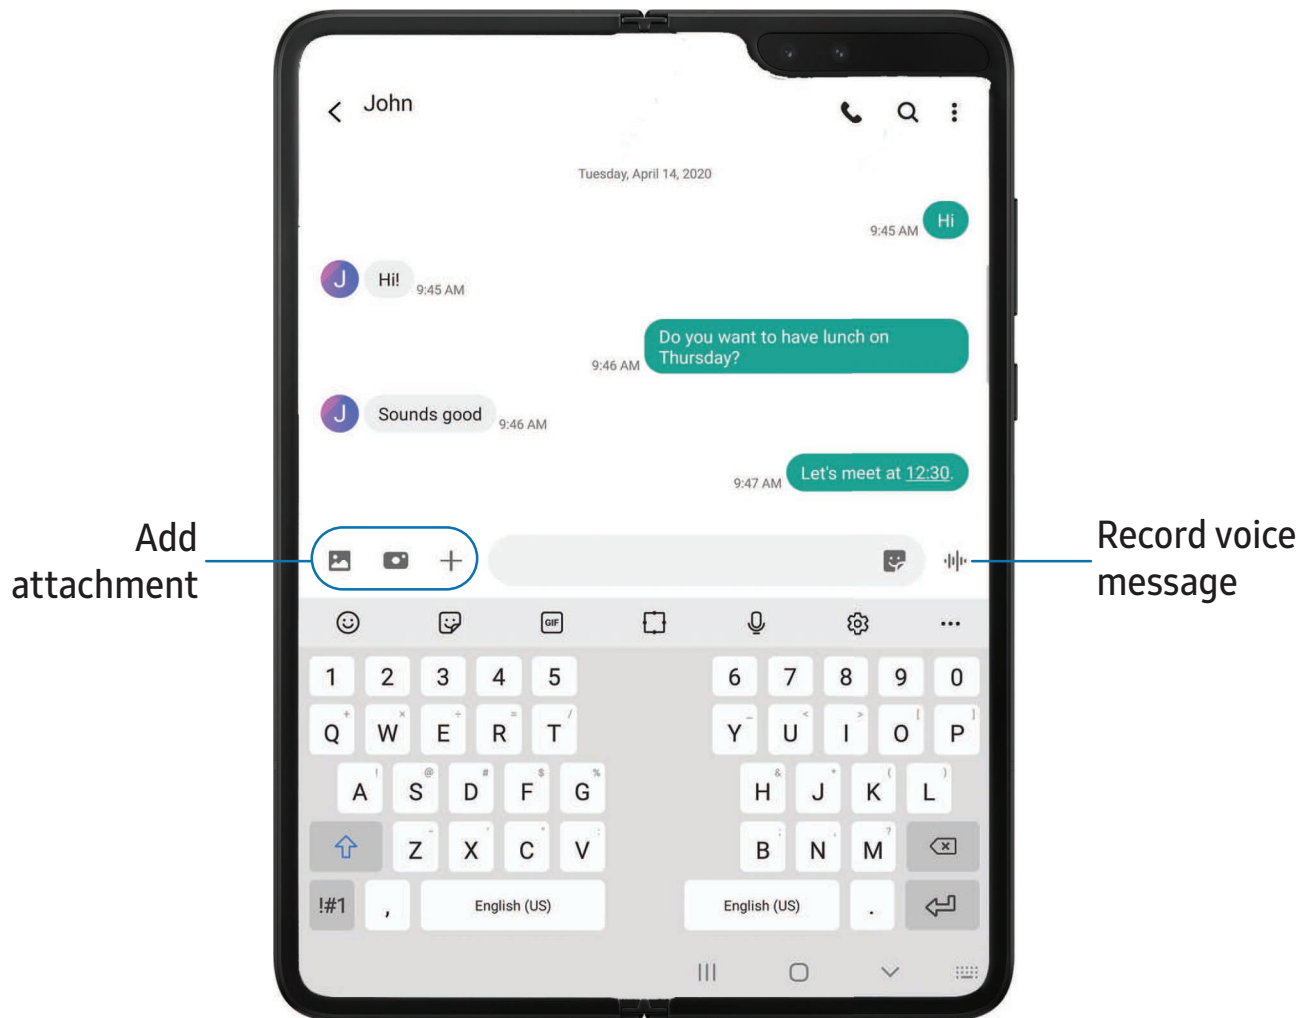 John
Tuesday, April 14, 2020
9:45 AM Hi
J Hi! 9:45 AM
Do you want to have lunch on
9:46 AM Thursday?
J Sounds good 9:46 AM
9:47 AM Let's meet at 12:30.
Add
attachment
Record voice
message
GIF
1 2 3 4 5 6 7 8 9 0
Q + W × E ÷ R = T / Y _ U < I > O [ P ]
A ! S @ D # F $ G % H & J * K ( L )
Z - X ' C " V : B ; N , M ?
!#1 , English (US) English (US) .